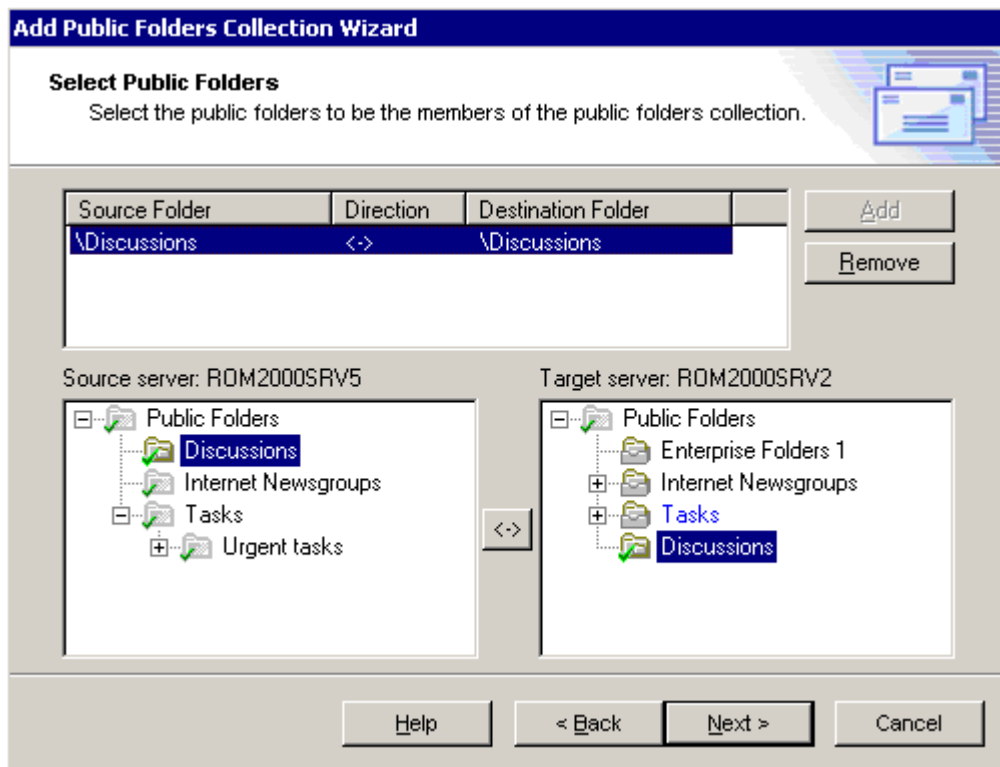 Add Public Folders Collection Wizard
Select Public Folders
Select the public folders to be the members of the public folders collection.
Source Folder Direction Destination Folder
\Discussions <-> \Discussions
Add
Remove
Source server: ROM2000SRV5
Public Folders
Discussions
Internet Newsgroups
Tasks
Urgent tasks
<->
Target server: ROM2000SRV2
Public Folders
Enterprise Folders 1
Internet Newsgroups
Tasks
Discussions
Help
< Back
Next >
Cancel